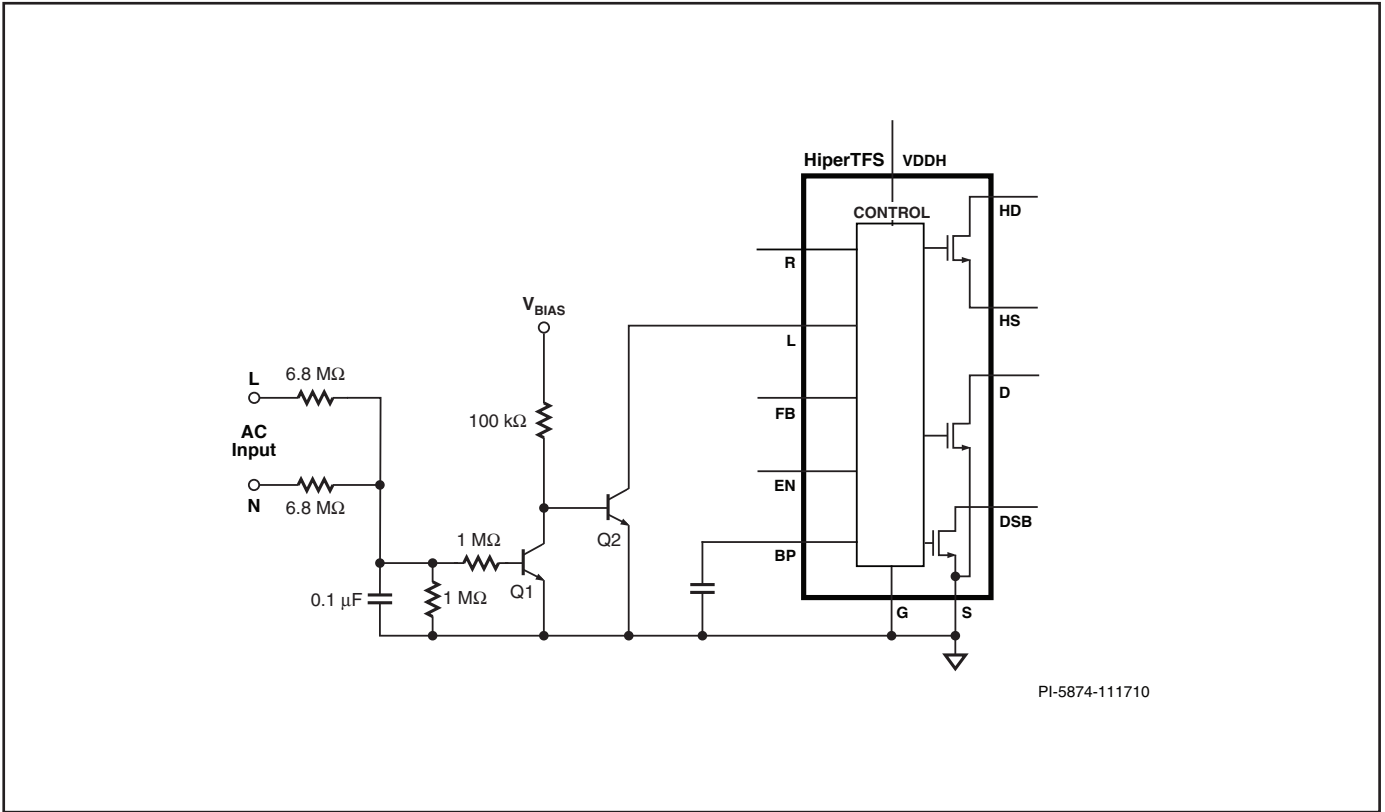 HiperTFS
VDDH
CONTROL
HD
R
HS
V_BIAS
L
D
L
6.8 MΩ
FB
100 kΩ
AC
Input
EN
N
6.8 MΩ
DSB
1 MΩ
Q2
BP
Q1
0.1 µF
1 MΩ
G
S
PI-5874-111710